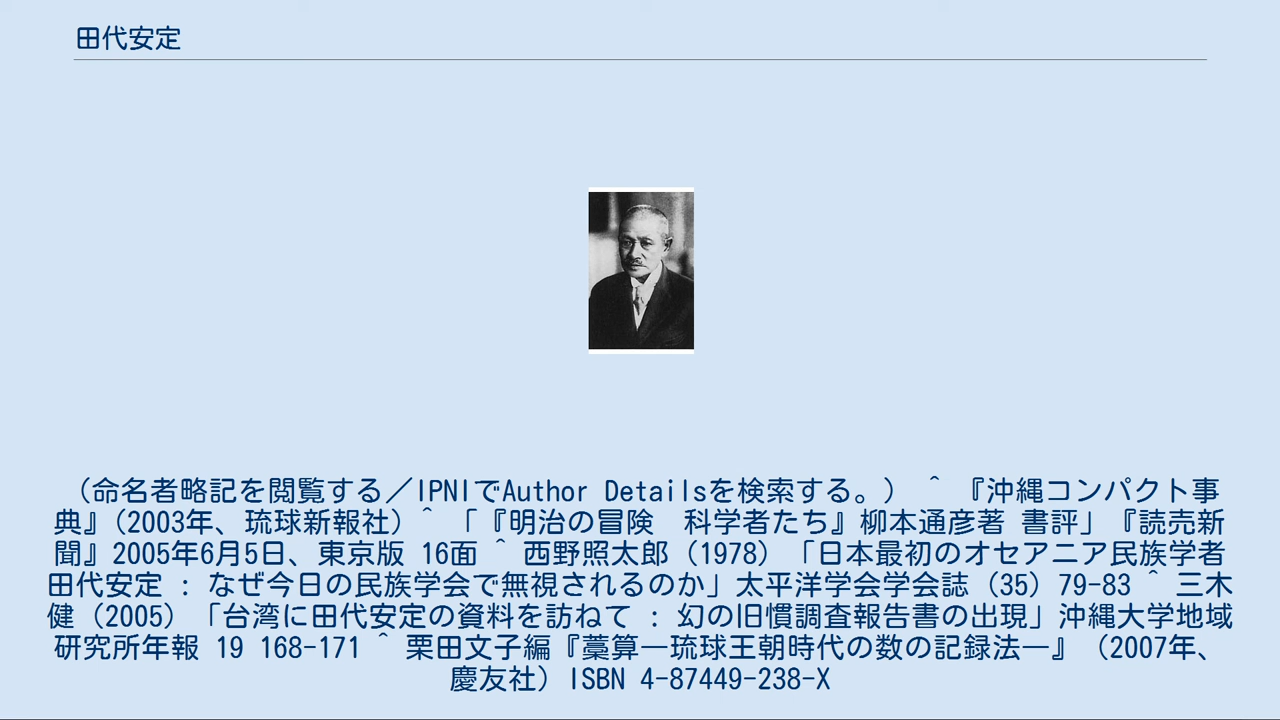 田代安定
（命名者略記を閲覧する／IPNIでAuthor Detailsを検索する。） ^ 『沖縄コンパクト事
典』（2003年、琉球新報社）^ 「『明治の冒険　科学者たち』柳本通彦著 書評」『読売新
聞』2005年6月5日、東京版 16面 ^ 西野照太郎（1978）「日本最初のオセアニア民族学者
田代安定 : なぜ今日の民族学会で無視されるのか」太平洋学会学会誌（35）79-83 ^ 三木
健（2005）「台湾に田代安定の資料を訪ねて : 幻の旧慣調査報告書の出現」沖縄大学地域
研究所年報 19 168-171 ^ 栗田文子編『藁算―琉球王朝時代の数の記録法―』（2007年、
慶友社）ISBN 4-87449-238-X